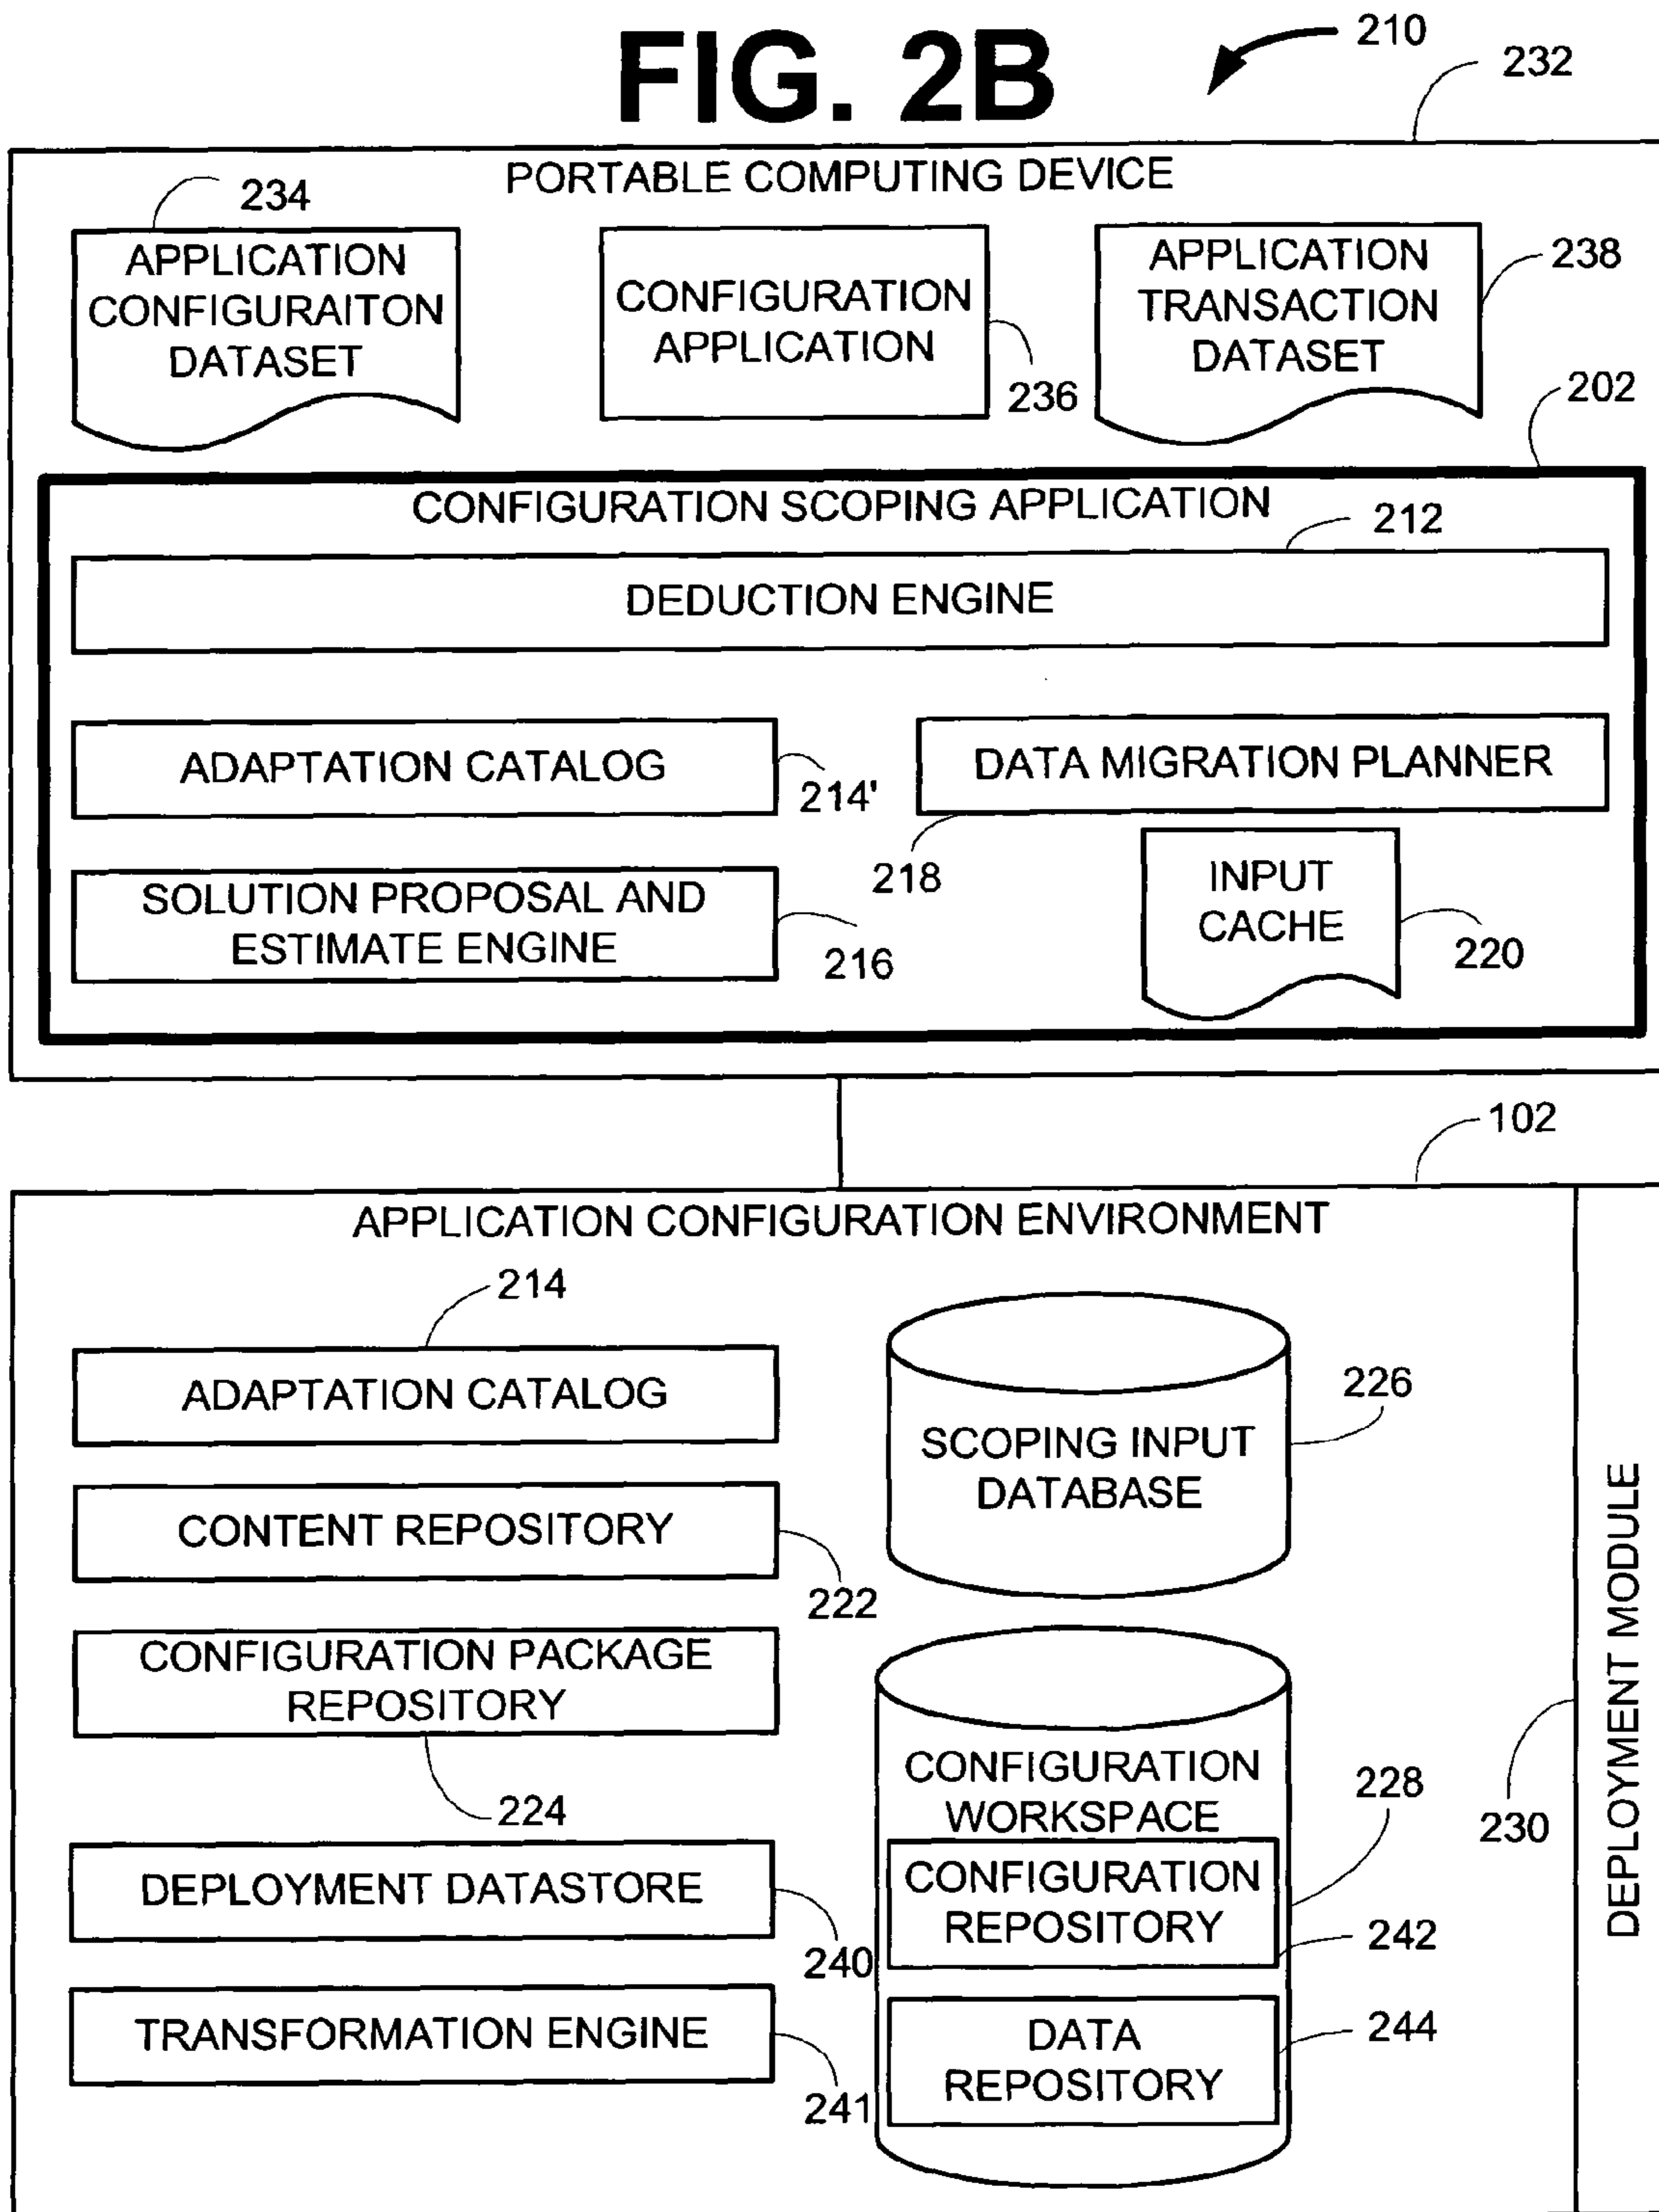 FIG. 2B
210
232
PORTABLE COMPUTING DEVICE
234
APPLICATION
CONFIGURAITON
DATASET
CONFIGURATION
APPLICATION
236
APPLICATION
TRANSACTION
DATASET
238
202
CONFIGURATION SCOPING APPLICATION
212
DEDUCTION ENGINE
ADAPTATION CATALOG
214'
DATA MIGRATION PLANNER
218
SOLUTION PROPOSAL AND
ESTIMATE ENGINE
216
INPUT
CACHE
220
102
APPLICATION CONFIGURATION ENVIRONMENT
214
ADAPTATION CATALOG
SCOPING INPUT
DATABASE
226
CONTENT REPOSITORY
222
CONFIGURATION PACKAGE
REPOSITORY
224
CONFIGURATION
WORKSPACE
228
DEPLOYMENT DATASTORE
240
CONFIGURATION
REPOSITORY
242
TRANSFORMATION ENGINE
241
DATA
REPOSITORY
244
230
DEPLOYMENT MODULE